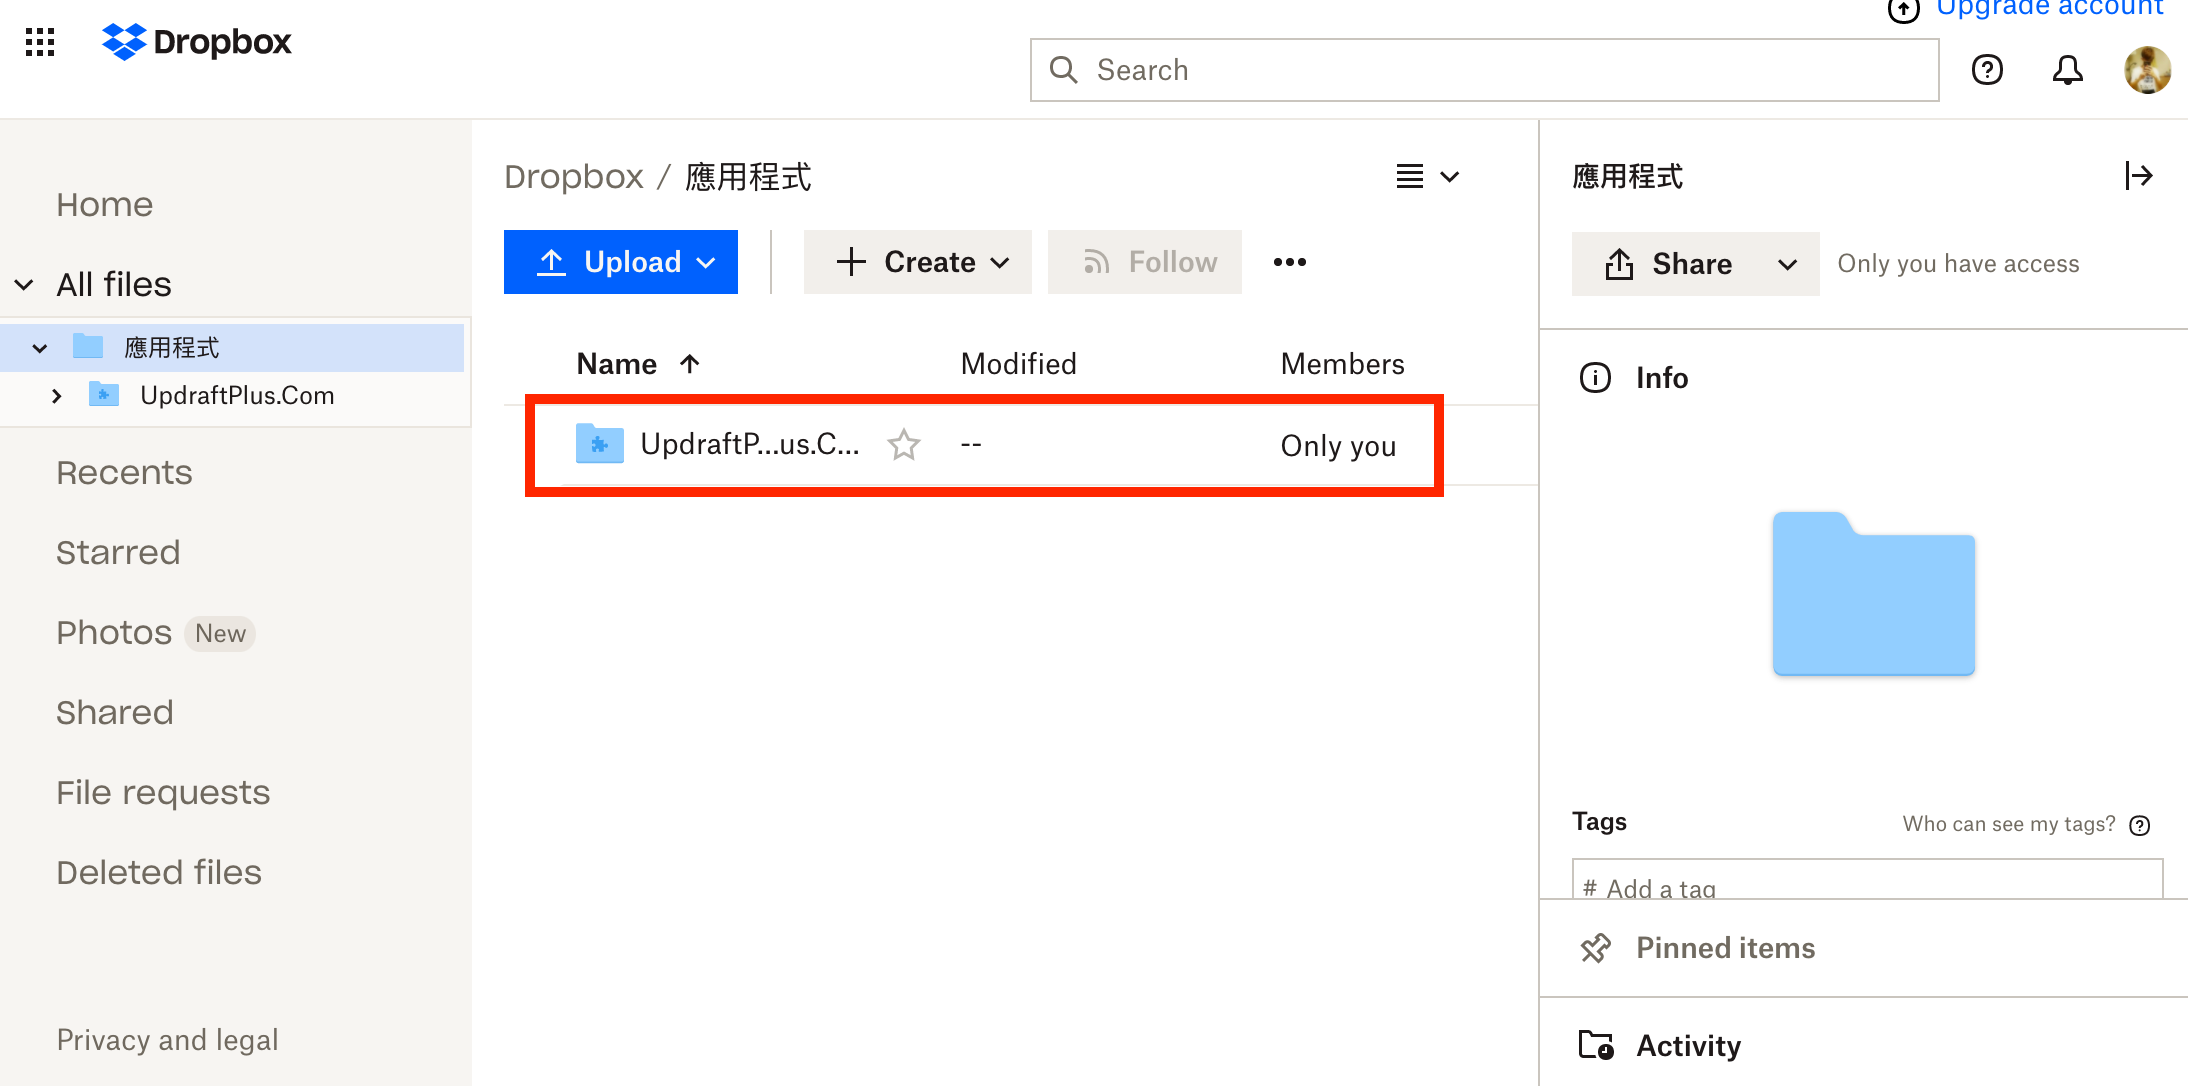 Upgrade account
Dropbox
Search
Home
All files
應用程式
UpdraftPlus.Com
Recents
Starred
Photos New
Shared
File requests
Deleted files
Privacy and legal
Dropbox / 應用程式
Upload
Create
Follow
Name Modified Members
UpdraftP...us.C... -- Only you
應用程式
Share Only you have access
Info
Tags Who can see my tags?
# Add a tag
Pinned items
Activity